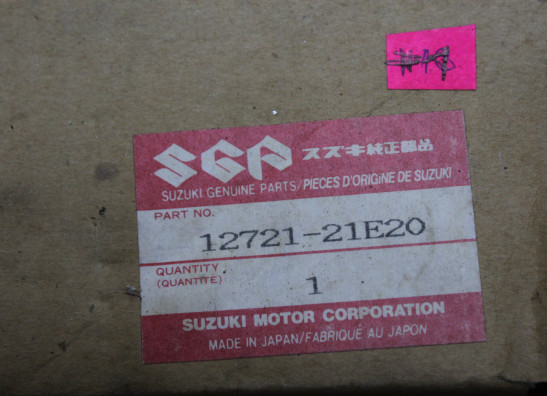 SGP スズキ純正部品
SUZUKI GENUINE PARTS/PIECES D'ORIGINE DE SUZUKI
PART NO.
12721-21E20
QUANTITY
(QUANTITÉ)
1
SUZUKI MOTOR CORPORATION
MADE IN JAPAN/FABRIQUÉ AU JAPON